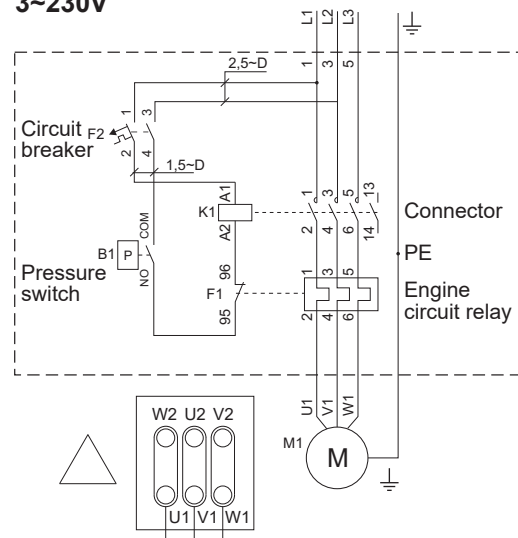 3~230V
L1 L2 L3
1 3 5
2,5~D
Circuit breaker F2
1 3
2 4
1,5~D
K1 A1 A2
1 3 5 13
2 4 6 14
Connector
B1 P COM NO
Pressure switch
PE
F1 96 95
1 3 5
2 4 6
Engine circuit relay
U1 V1 W1
M1 M
W2 U2 V2
U1 V1 W1